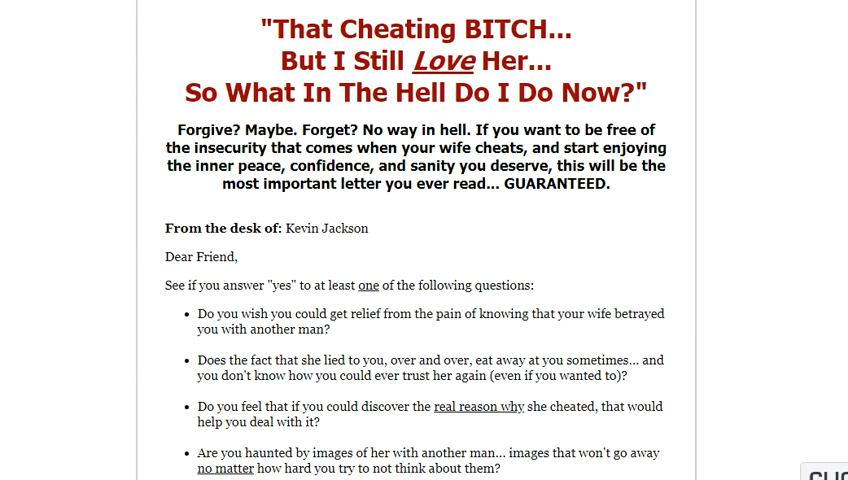 "That Cheating BITCH...
But I Still Love Her...
So What In The Hell Do I Do Now?"
Forgive? Maybe. Forget? No way in hell. If you want to be free of
the insecurity that comes when your wife cheats, and start enjoying
the inner peace, confidence, and sanity you deserve, this will be the
most important letter you ever read... GUARANTEED.
From the desk of: Kevin Jackson
Dear Friend,
See if you answer "yes" to at least one of the following questions:
• Do you wish you could get relief from the pain of knowing that your wife betrayed
you with another man?
• Does the fact that she lied to you, over and over, eat away at you sometimes... and
you don't know how you could ever trust her again (even if you wanted to)?
• Do you feel that if you could discover the real reason why she cheated, that would
help you deal with it?
• Are you haunted by images of her with another man... images that won't go away
no matter how hard you try to not think about them?